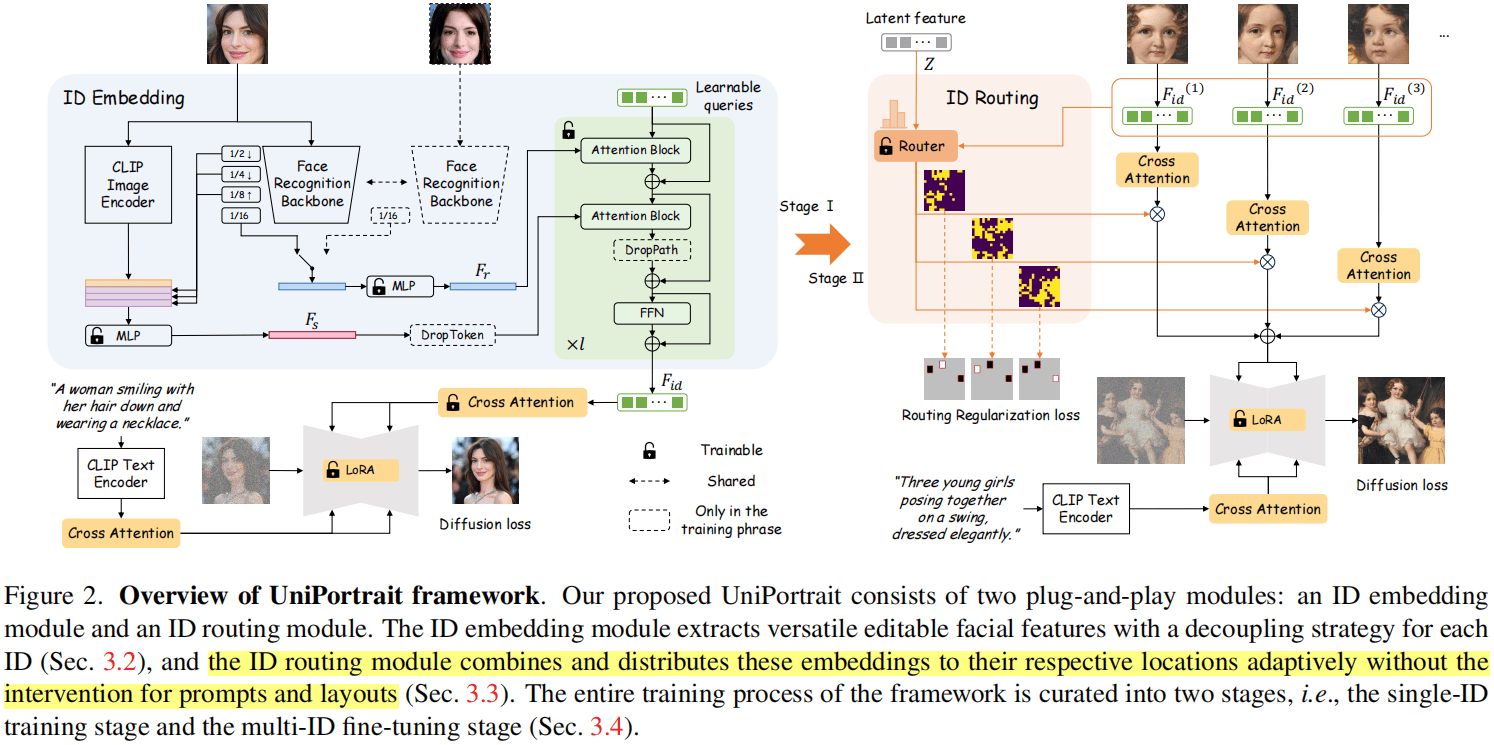 ID Embedding
CLIP
Image
Encoder
1/2 ↓
1/4 ↓
1/8 ↑
1/16
Face
Recognition
Backbone
1/16
Face
Recognition
Backbone
MLP
F_r
MLP
F_s
DropToken
Learnable
queries
Attention Block
Attention Block
DropPath
FFN
×l
F_id
"A woman smiling with
her hair down and
wearing a necklace."
CLIP Text
Encoder
Cross Attention
Cross Attention
LoRA
Diffusion loss
Trainable
Shared
Only in the
training phrase
Stage I
Stage II
Latent feature
Z
ID Routing
Router
F_id^(1)
F_id^(2)
F_id^(3)
...
Cross
Attention
Cross
Attention
Cross
Attention
Routing Regularization loss
LoRA
Diffusion loss
"Three young girls
posing together
on a swing,
dressed elegantly."
CLIP Text
Encoder
Cross Attention
Figure 2. Overview of UniPortrait framework. Our proposed UniPortrait consists of two plug-and-play modules: an ID embedding
module and an ID routing module. The ID embedding module extracts versatile editable facial features with a decoupling strategy for each
ID (Sec. 3.2), and the ID routing module combines and distributes these embeddings to their respective locations adaptively without the
intervention for prompts and layouts (Sec. 3.3). The entire training process of the framework is curated into two stages, i.e., the single-ID
training stage and the multi-ID fine-tuning stage (Sec. 3.4).